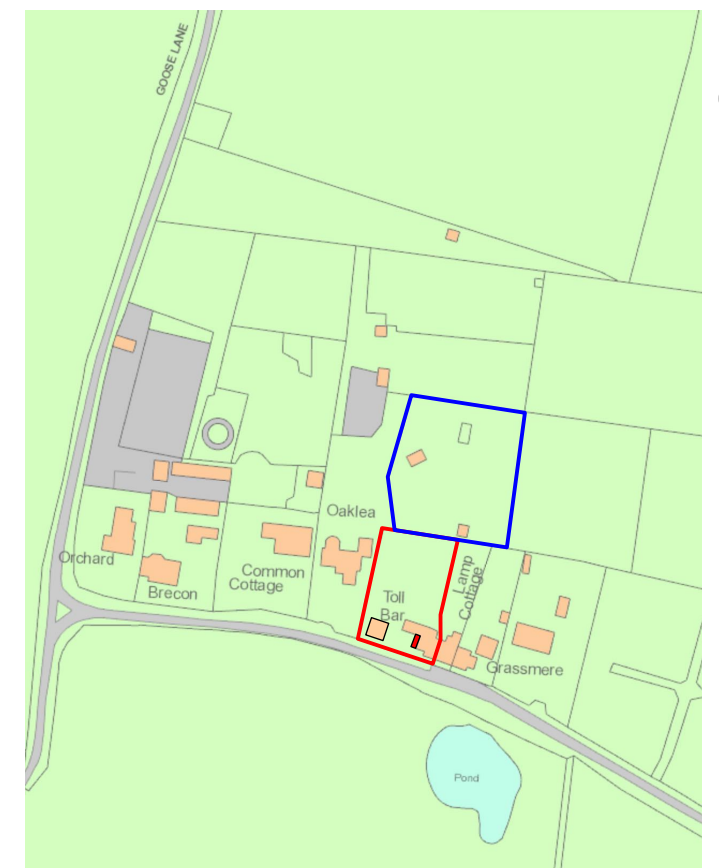 GOOSE LANE
Oaklea
Orchard
Brecon
Common
Cottage
Toll
Bar
Lamp
Cottage
Grassmere
Pond